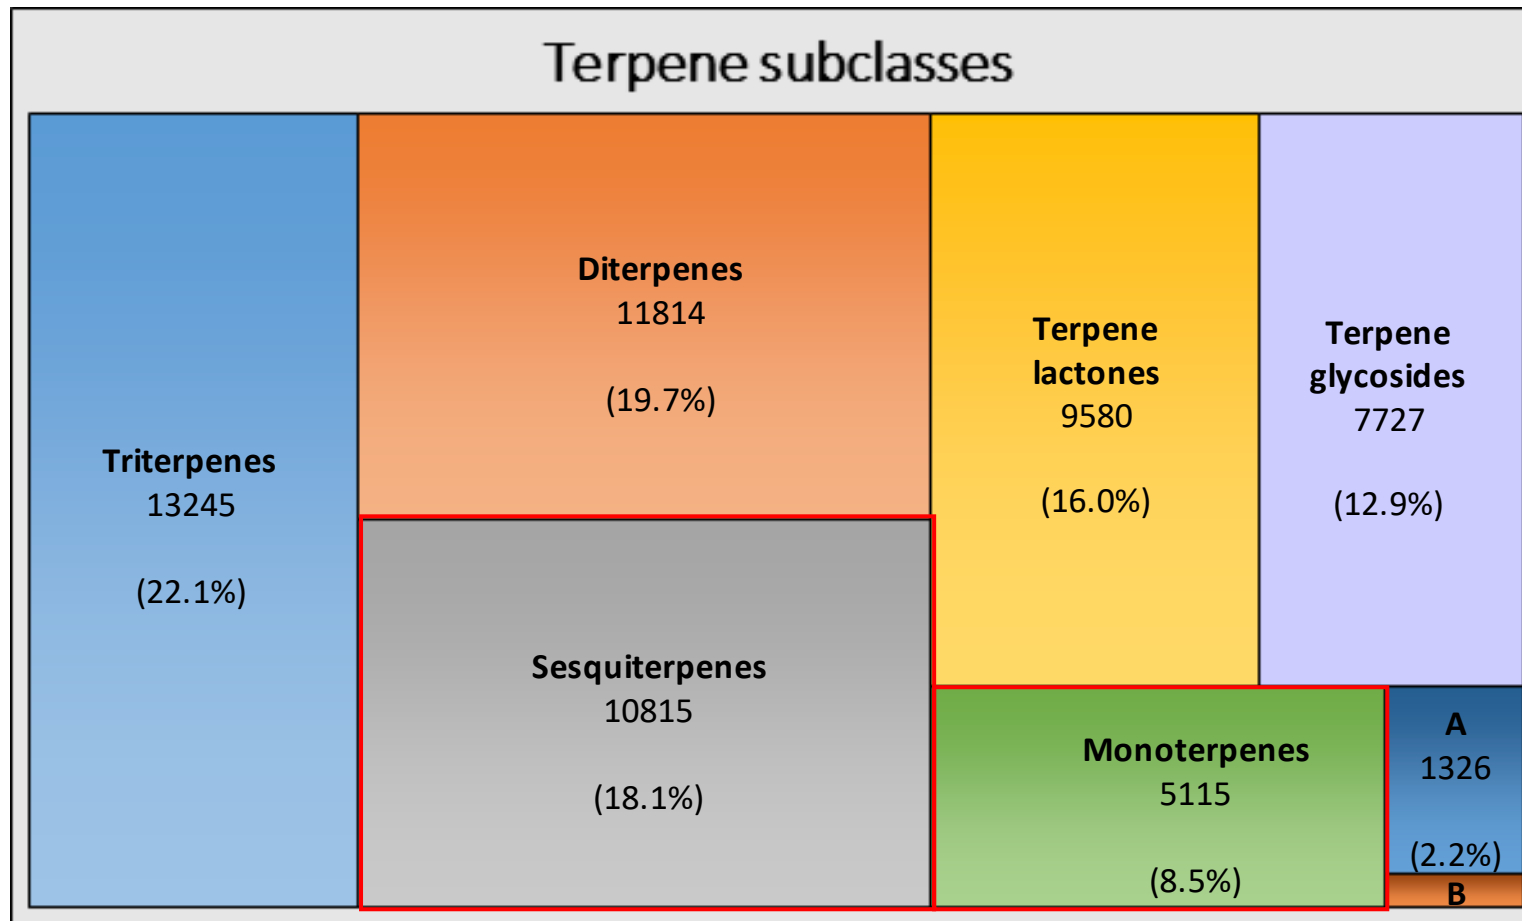 Terpene subclasses
Triterpenes
13245
(22.1%)
Diterpenes
11814
(19.7%)
Sesquiterpenes
10815
(18.1%)
Terpene
lactones
9580
(16.0%)
Terpene
glycosides
7727
(12.9%)
Monoterpenes
5115
(8.5%)
A
1326
(2.2%)
B